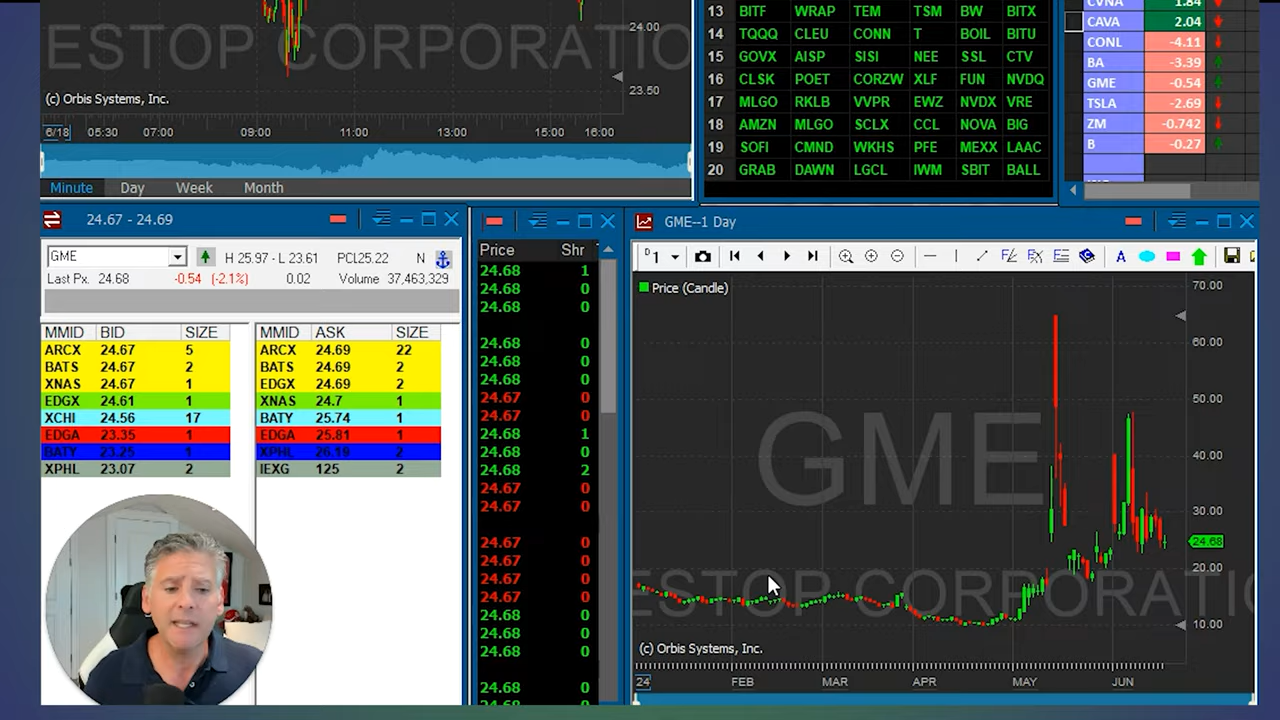 24.00
ESTOP CORPORATIO
23.50
(c) Orbis Systems, Inc.
6/18 05:30 07:00 09:00 11:00 13:00 15:00 16:00
Minute Day Week Month
13 BITF WRAP TEM TSM BW BITX
14 TQQQ CLEU CONN T BOIL BITU
15 GOVX AISP SISI NEE SSL CTV
16 CLSK POET CORZW XLF FUN NVDQ
17 MLGO RKLB VVPR EWZ NVDX VRE
18 AMZN MLGO SCLX CCL NOVA BIG
19 SOFI CMND WKHS PFE MEXX LAAC
20 GRAB DAWN LGCL IWM SBIT BALL
CVNA 1.84
CAVA 2.04
CONL -4.11
BA -3.39
GME -0.54
TSLA -2.69
ZM -0.742
B -0.27
24.67 - 24.69
GME H 25.97 - L 23.61 PCL25.22 N
Last Px. 24.68 -0.54 (-2.1%) 0.02 Volume 37,463,329
MMID BID SIZE MMID ASK SIZE
ARCX 24.67 5 ARCX 24.69 22
BATS 24.67 2 BATS 24.69 2
XNAS 24.67 1 EDGX 24.69 2
EDGX 24.61 1 XNAS 24.7 1
XCHI 24.56 17 BATY 25.74 1
EDGA 23.35 1 EDGA 25.81 1
BATY 23.25 1 XPHL 26.19 2
XPHL 23.07 2 IEXG 125 2
Price Shr
24.68 1
24.68 0
24.68 0
24.68 0
24.68 0
24.68 0
24.67 0
24.67 0
24.68 1
24.68 0
24.68 2
24.67 0
24.67 0
24.67 0
24.67 0
24.67 0
24.67 0
24.68 0
24.68 0
24.68 0
24.68 0
GME--1 Day
D 1 A
Price (Candle)
70.00
60.00
50.00
40.00
30.00
24.68
20.00
10.00
GME
ESTOP CORPORATIO
(c) Orbis Systems, Inc.
24 FEB MAR APR MAY JUN